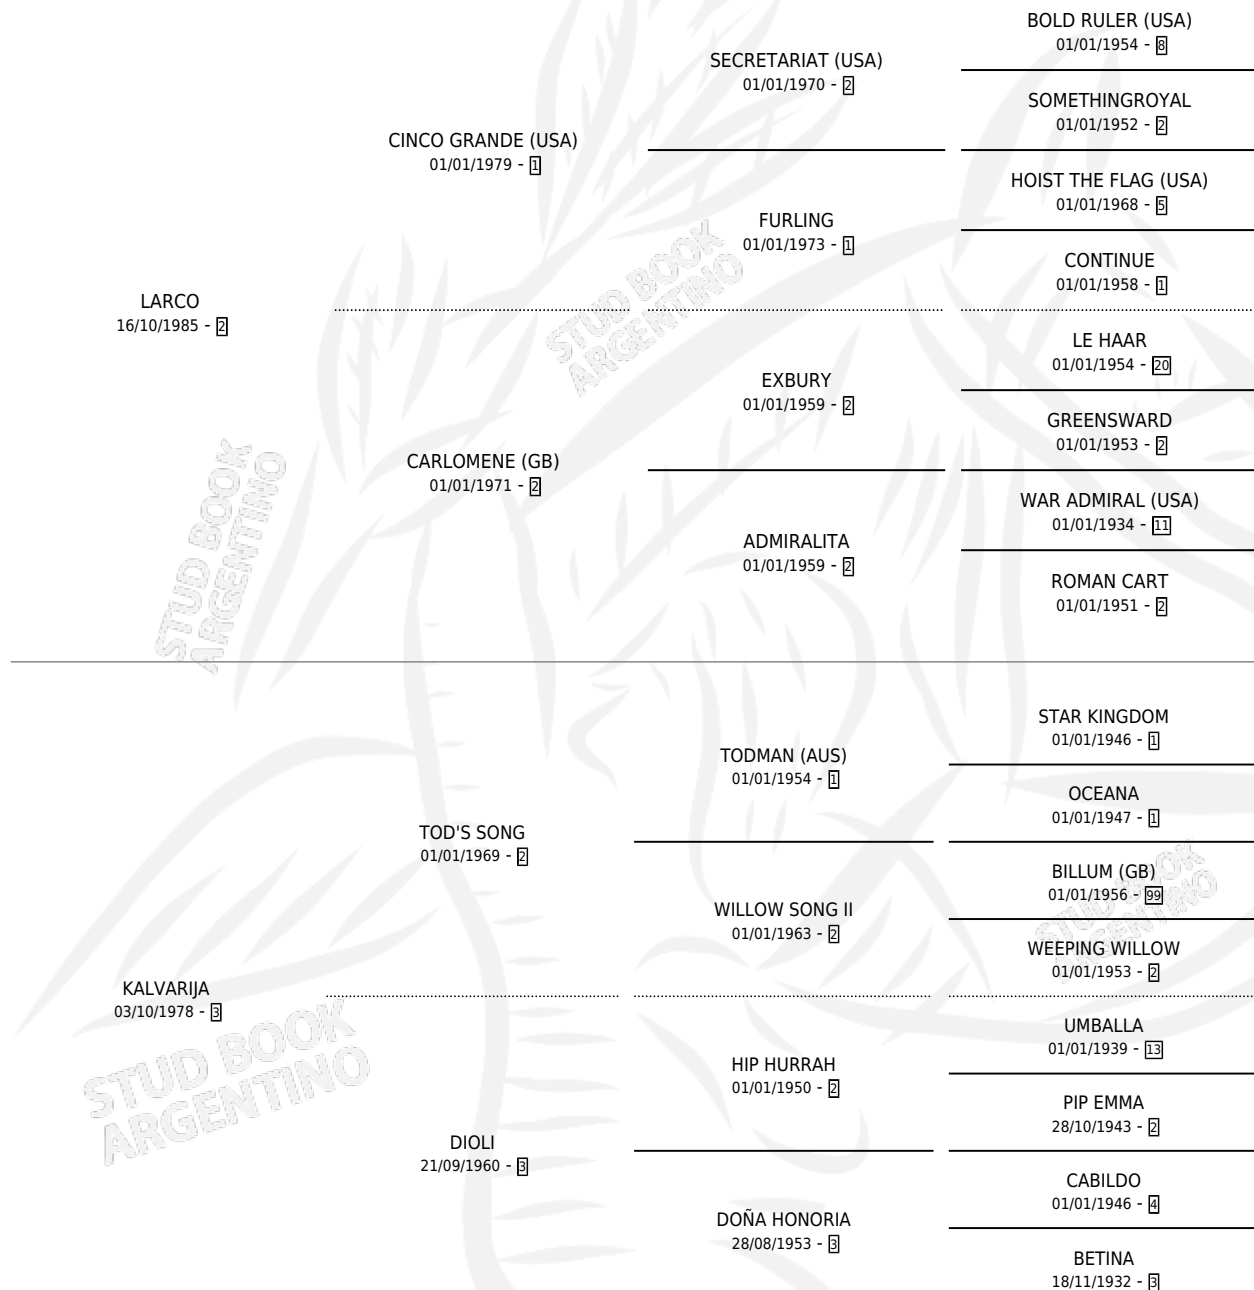 BOLD RULER (USA)
01/01/1954 - 8
SECRETARIAT (USA)
01/01/1970 - 2
SOMETHINGROYAL
01/01/1952 - 2
CINCO GRANDE (USA)
01/01/1979 - 1
HOIST THE FLAG (USA)
01/01/1968 - 5
FURLING
01/01/1973 - 1
CONTINUE
01/01/1958 - 1
LARCO
16/10/1985 - 2
STUD BOOK
ARGENTINO
LE HAAR
01/01/1954 - 20
EXBURY
01/01/1959 - 2
GREENSWARD
01/01/1953 - 2
CARLOMENE (GB)
01/01/1971 - 2
WAR ADMIRAL (USA)
01/01/1934 - 11
ADMIRALITA
01/01/1959 - 2
ROMAN CART
01/01/1951 - 2
STUD BOOK
ARGENTINO
STAR KINGDOM
01/01/1946 - 1
TODMAN (AUS)
01/01/1954 - 1
OCEANA
01/01/1947 - 1
TOD'S SONG
01/01/1969 - 2
BILLUM (GB)
01/01/1956 - 99
WILLOW SONG II
01/01/1963 - 2
WEEPING WILLOW
01/01/1953 - 2
STUD BOOK
ARGENTINO
KALVARIJA
03/10/1978 - 3
STUD BOOK
ARGENTINO
UMBALLA
01/01/1939 - 13
HIP HURRAH
01/01/1950 - 2
PIP EMMA
28/10/1943 - 2
DIOLI
21/09/1960 - 3
CABILDO
01/01/1946 - 4
DOÑA HONORIA
28/08/1953 - 3
BETINA
18/11/1932 - 3